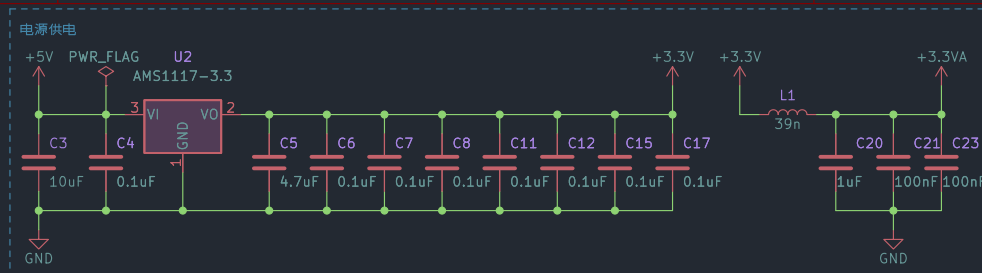 电源供电
+5V PWR_FLAG U2 +3.3V +3.3V +3.3VA
AMS1117-3.3
L1
3 VI VO 2
39n
GND
C3 C4 C5 C6 C7 C8 C11 C12 C15 C17 C20 C21 C23
1
10uF 0.1uF 4.7uF 0.1uF 0.1uF 0.1uF 0.1uF 0.1uF 0.1uF 0.1uF 1uF 100nF 100nF
GND GND